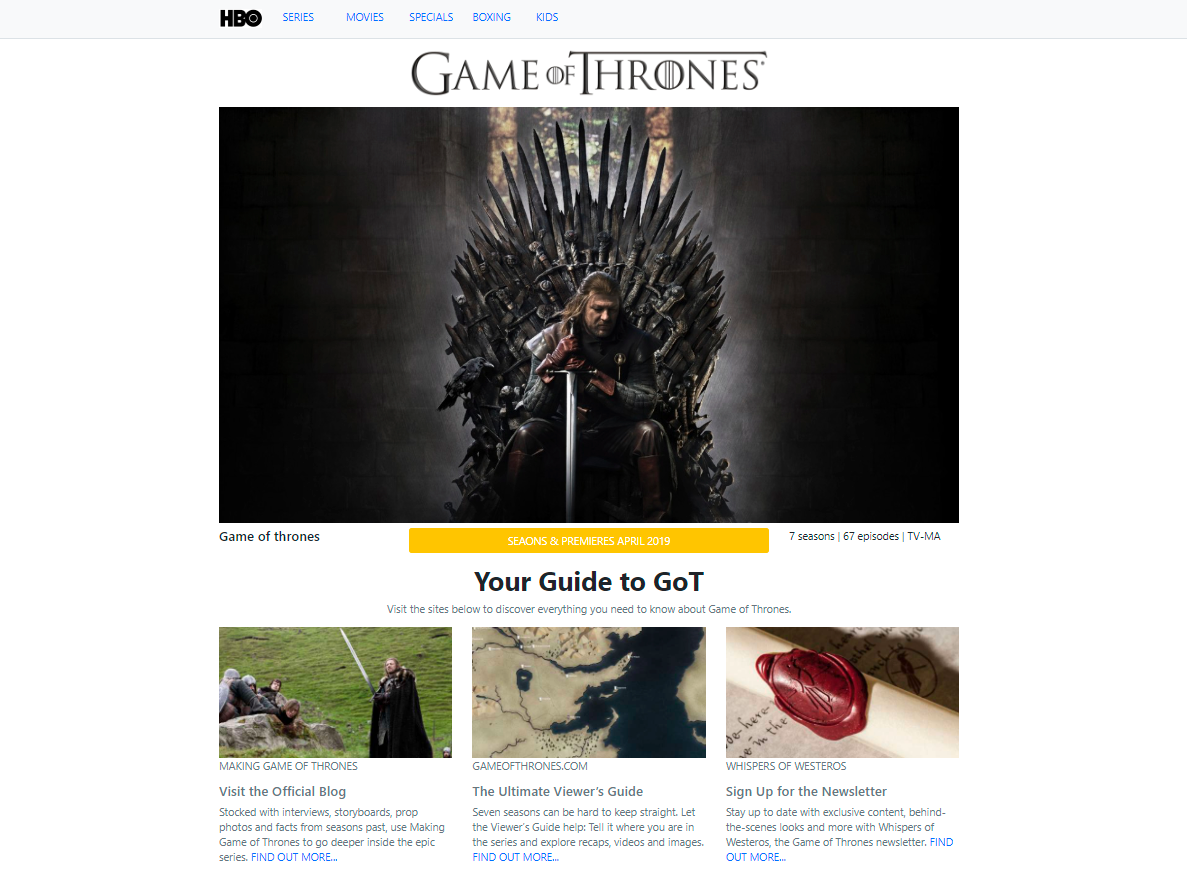 HBO SERIES MOVIES SPECIALS BOXING KIDS
GAME OF THRONES
Game of thrones
SEAONS & PREMIERES APRIL 2019
7 seasons | 67 episodes | TV-MA
Your Guide to GoT
Visit the sites below to discover everything you need to know about Game of Thrones.
MAKING GAME OF THRONES
Visit the Official Blog
Stocked with interviews, storyboards, prop
photos and facts from seasons past, use Making
Game of Thrones to go deeper inside the epic
series. FIND OUT MORE...
GAMEOFTHRONES.COM
The Ultimate Viewer’s Guide
Seven seasons can be hard to keep straight. Let
the Viewer’s Guide help: Tell it where you are in
the series and explore recaps, videos and images.
FIND OUT MORE...
de-here-
e in the
WHISPERS OF WESTEROS
Sign Up for the Newsletter
Stay up to date with exclusive content, behind-
the-scenes looks and more with Whispers of
Westeros, the Game of Thrones newsletter. FIND
OUT MORE...